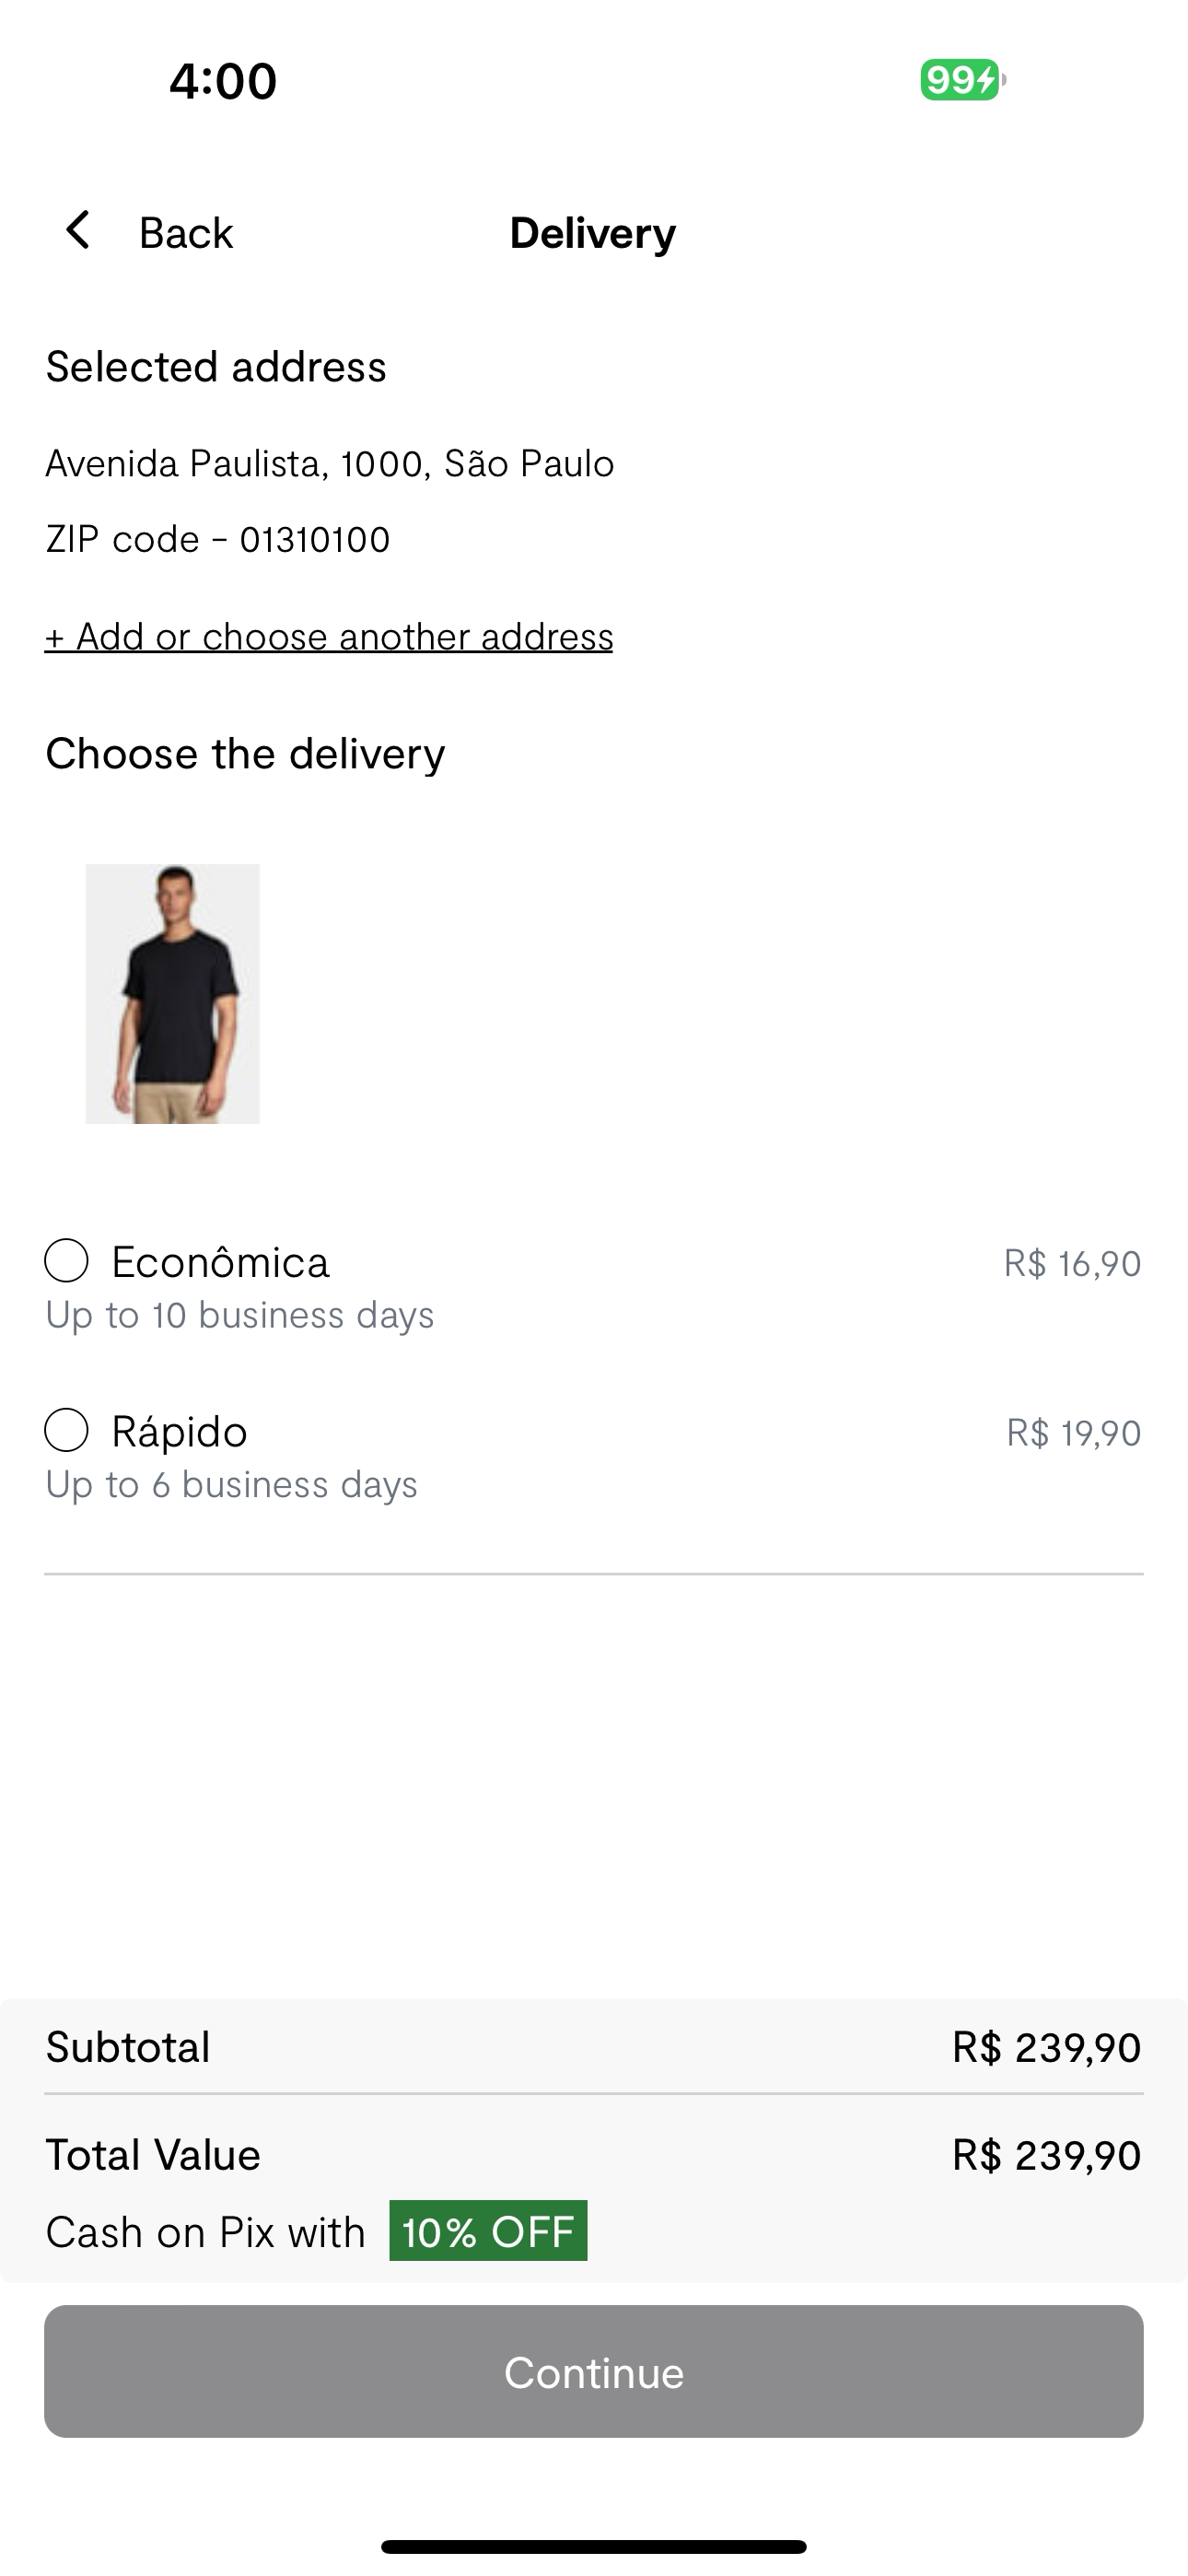 4:00
99
Back
Delivery
Selected address
Avenida Paulista, 1000, São Paulo
ZIP code - 01310100
+ Add or choose another address
Choose the delivery
Econômica
R$ 16,90
Up to 10 business days
Rápido
R$ 19,90
Up to 6 business days
Subtotal
R$ 239,90
Total Value
R$ 239,90
Cash on Pix with 10% OFF
Continue